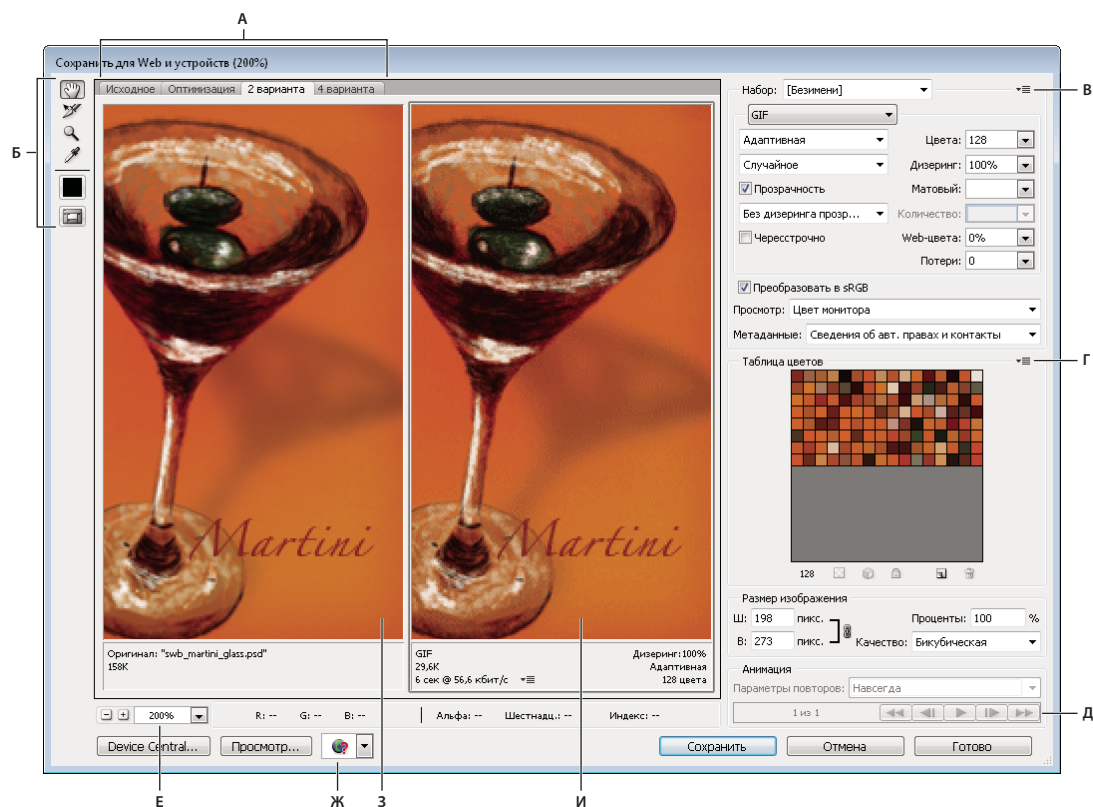 А
Сохранить для Web и устройств (200%)
Б
Исходное Оптимизация 2 варианта 4 варианта
Martini
Martini
Оригинал: "swb_martini_glass.psd"
158K
GIF
29,6K
6 сек @ 56,6 кбит/с
Дизеринг:100%
Адаптивная
128 цвета
Набор: [Безимени]
В
GIF
Адаптивная Цвета: 128
Случайное Дизеринг: 100%
Прозрачность Матовый:
Без дизеринга прозр... Количество:
Чересстрочно Web-цвета: 0%
Потери: 0
Преобразовать в sRGB
Просмотр: Цвет монитора
Метаданные: Сведения об авт. правах и контакты
Таблица цветов
Г
128
Размер изображения
Ш: 198 пикс. Проценты: 100 %
В: 273 пикс. Качество: Бикубическая
Анимация
Параметры повторов: Навсегда
1 из 1
Д
200% R: -- G: -- B: -- Альфа: -- Шестнадц.: -- Индекс: --
Device Central... Просмотр... Сохранить Отмена Готово
Е Ж З И